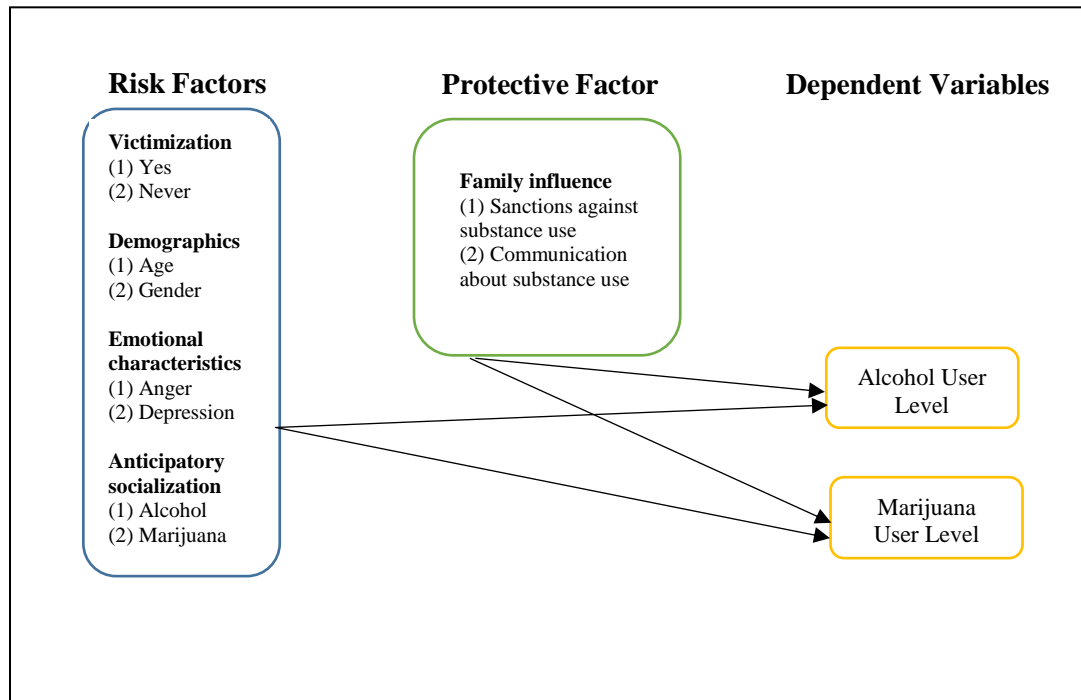 Risk Factors
Victimization
(1) Yes
(2) Never
Demographics
(1) Age
(2) Gender
Emotional
characteristics
(1) Anger
(2) Depression
Anticipatory
socialization
(1) Alcohol
(2) Marijuana
Protective Factor
Family influence
(1) Sanctions against
substance use
(2) Communication
about substance use
Dependent Variables
Alcohol User
Level
Marijuana
User Level